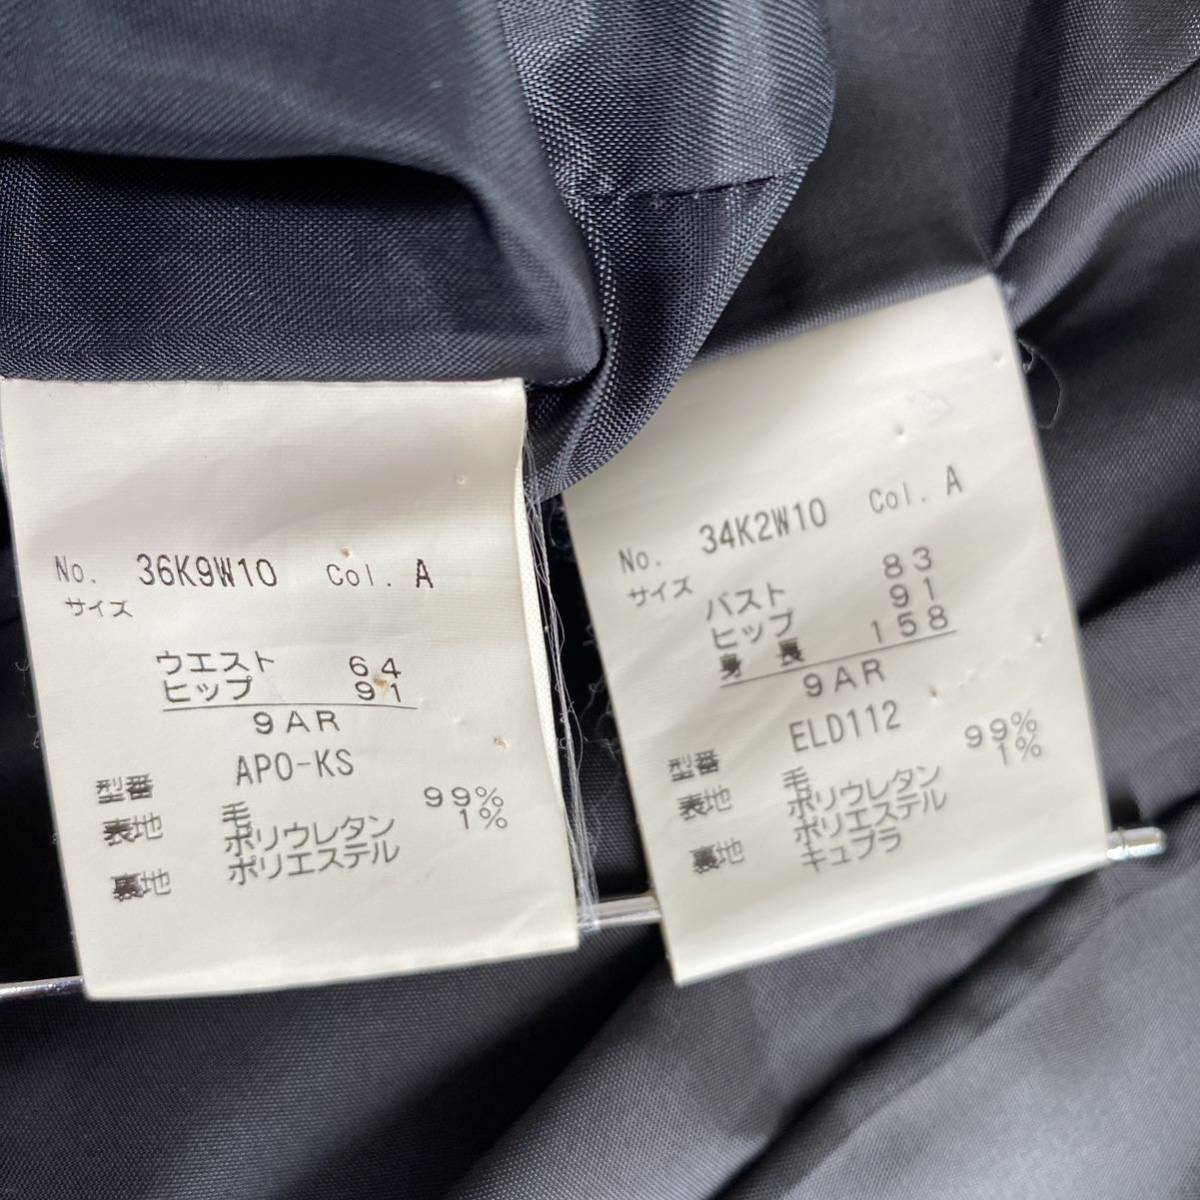 No. 36K9W10 Col. A
サイズ
ウエスト 64
ヒップ 91
9AR
型番 APO-KS
表地 毛 99%
ポリウレタン 1%
裏地 ポリエステル
No. 34K2W10 Col. A
サイズ
バスト 83
ヒップ 91
身長 158
9AR
型番 ELD112
表地 毛 99%
ポリウレタン 1%
裏地 ポリエステル
キュプラ